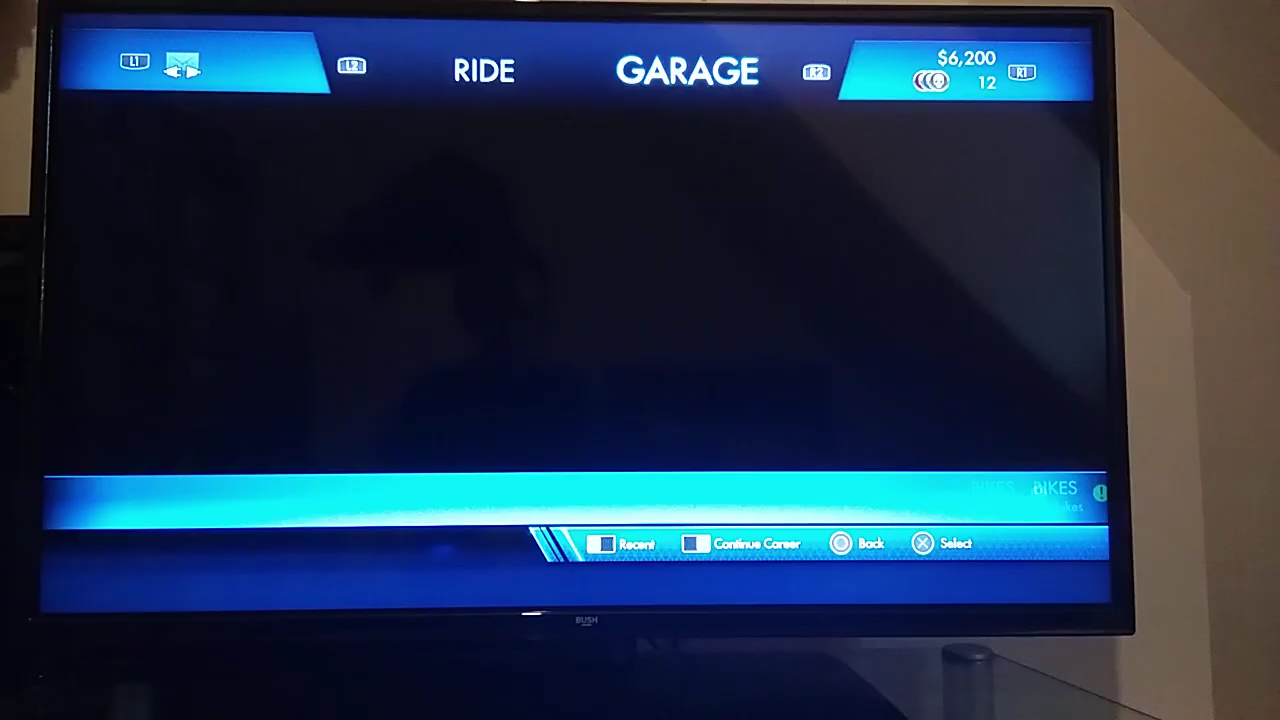 L1
L2
RIDE
GARAGE
R2
$6,200
12
R1
BIKES
Recent
Continue Career
Back
Select
BUSH